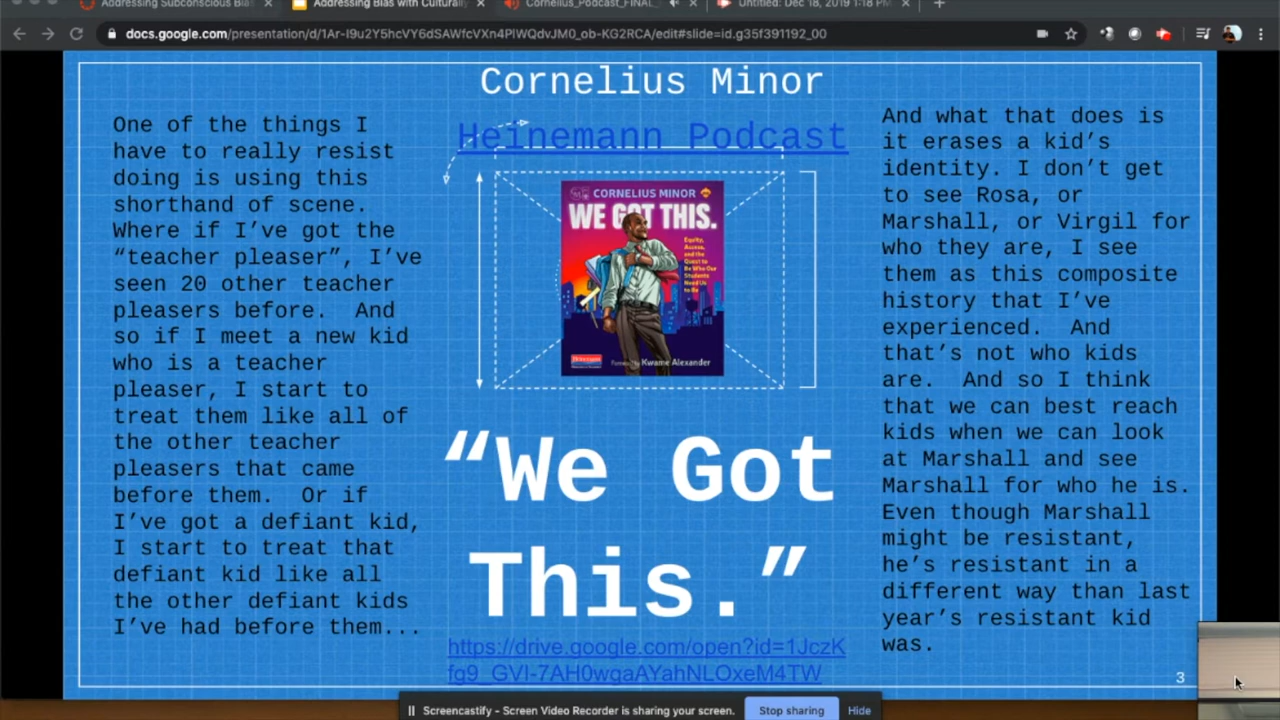 Addressing Subconscious Bias
Addressing Bias with Culturally
Cornelius_Podcast_FINAL_
Untitled: Dec 18, 2019 1:18 PM
docs.google.com/presentation/d/1Ar-I9u2Y5hcVY6dSAWfcVXn4PlWQdvJM0_ob-KG2RCA/edit#slide=id.g35f391192_00
Cornelius Minor
Heinemann Podcast
One of the things I
have to really resist
doing is using this
shorthand of scene.
Where if I’ve got the
“teacher pleaser”, I’ve
seen 20 other teacher
pleasers before.  And
so if I meet a new kid
who is a teacher
pleaser, I start to
treat them like all of
the other teacher
pleasers that came
before them.  Or if
I’ve got a defiant kid,
I start to treat that
defiant kid like all
the other defiant kids
I’ve had before them...
CORNELIUS MINOR
WE GOT THIS.
Equity,
Access,
and the
Quest to
Be Who Our
Students
Need Us
to Be
Heinemann
Foreword by Kwame Alexander
“We Got
This.”
https://drive.google.com/open?id=1JczK
fg9_GVI-7AH0wgaAYahNLOxeM4TW
And what that does is
it erases a kid’s
identity. I don’t get
to see Rosa, or
Marshall, or Virgil for
who they are, I see
them as this composite
history that I’ve
experienced.  And
that’s not who kids
are.  And so I think
that we can best reach
kids when we can look
at Marshall and see
Marshall for who he is.
Even though Marshall
might be resistant,
he’s resistant in a
different way than last
year’s resistant kid
was.
3
Screencastify - Screen Video Recorder is sharing your screen.
Stop sharing
Hide